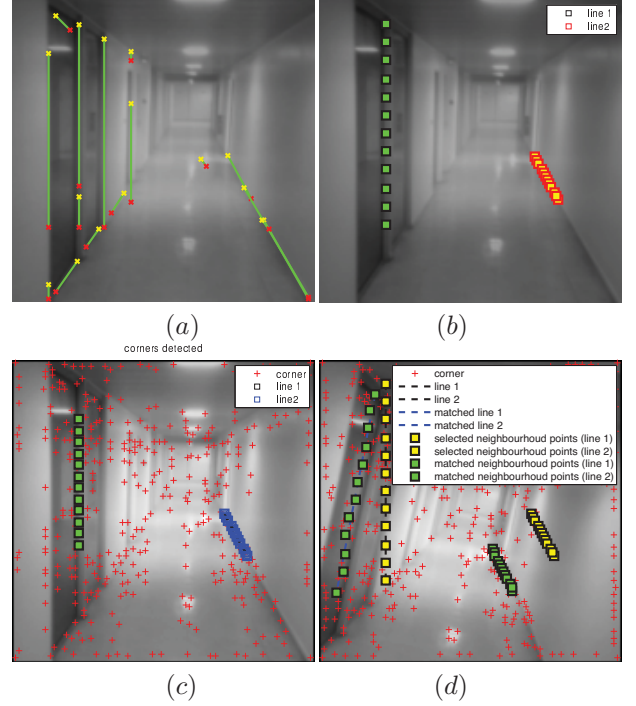 line 1
line2
(a)
(b)
corners detected
corner
line 1
line2
corner
line 1
line 2
matched line 1
matched line 2
selected neighbourhoud points (line 1)
selected neighbourhoud points (line 2)
matched neighbourhoud points (line 1)
matched neighbourhoud points (line 2)
(c)
(d)